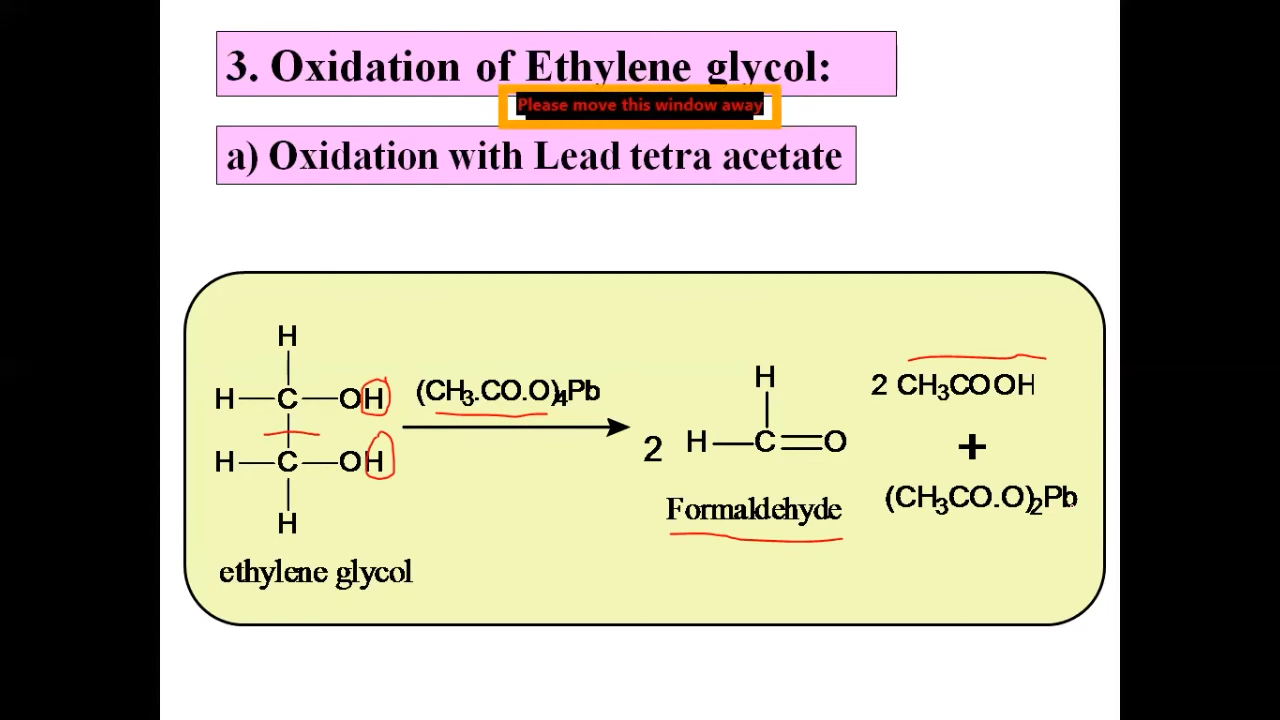 3. Oxidation of Ethylene glycol:
Please move this window away
a) Oxidation with Lead tetra acetate
H
H—C—OH
H—C—OH
H
ethylene glycol
(CH3.CO.O)4Pb
2
H
H—C=O
Formaldehyde
2 CH3COOH
+
(CH3CO.O)2Pb